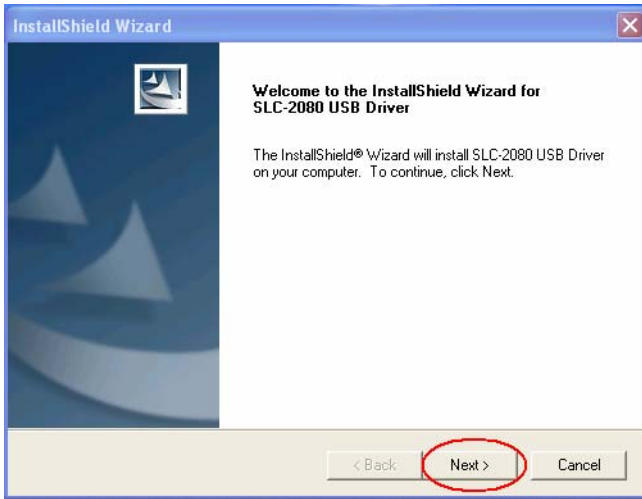 InstallShield Wizard
Welcome to the InstallShield Wizard for
SLC-2080 USB Driver
The InstallShield® Wizard will install SLC-2080 USB Driver
on your computer. To continue, click Next.
< Back
Next >
Cancel